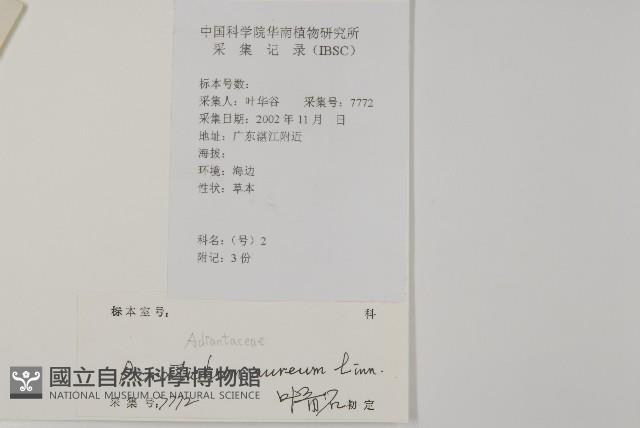 中国科学院华南植物研究所
采 集 记 录（IBSC）
标本号数：
采集人：叶华谷 采集号：7772
采集日期：2002 年 11 月 日
地址：广东湛江附近
海拔：
环境：海边
性状：草本
科名：（号）2
附记：3 份
标本室号： 科
Adiantaceae
aureum Linn.
采集号：7772 初定
國立自然科學博物館
NATIONAL MUSEUM OF NATURAL SCIENCE